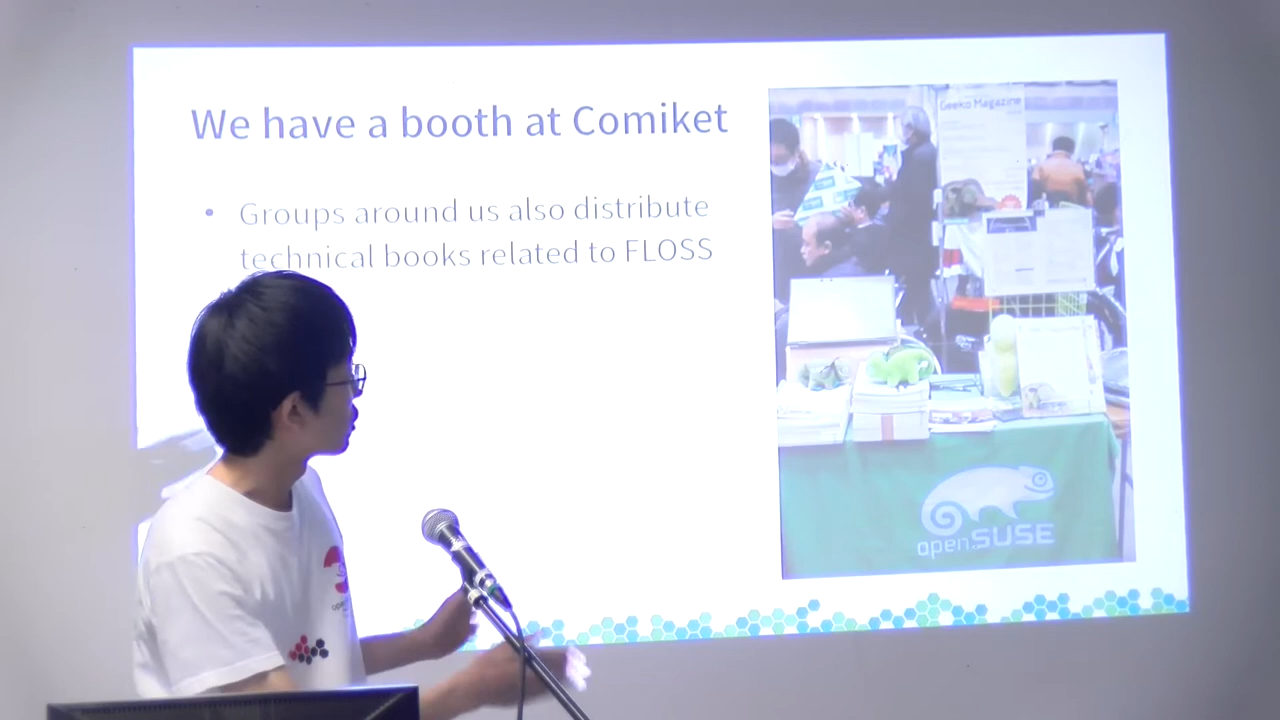 We have a booth at Comiket
• Groups around us also distribute
technical books related to FLOSS
Geeko Magazine
openSUSE